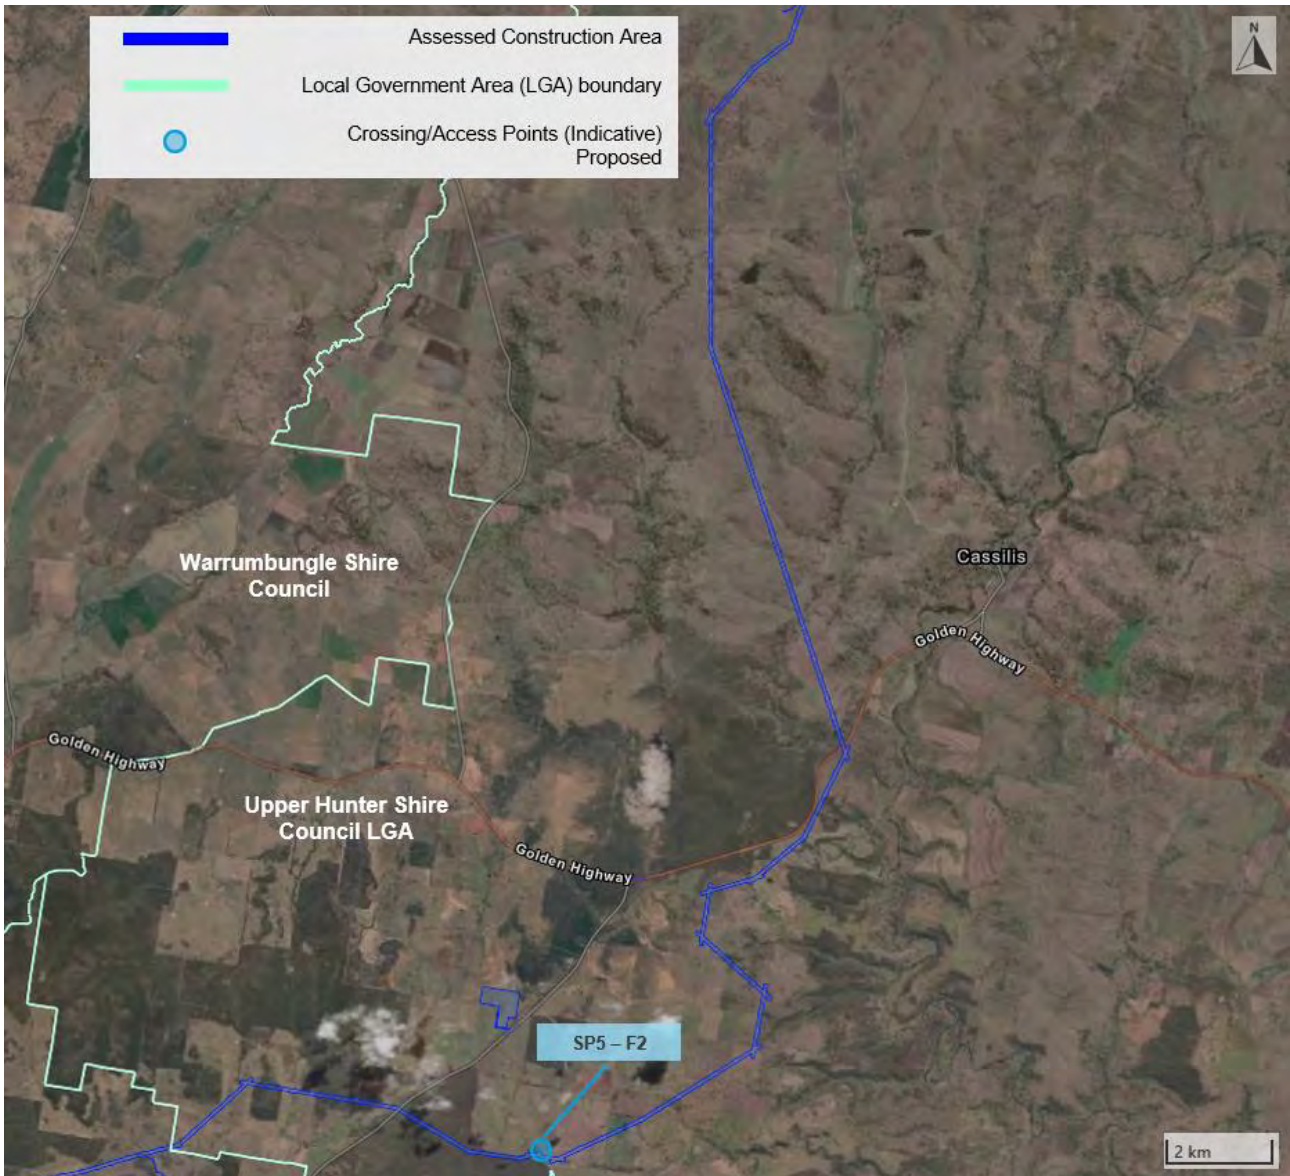 Assessed Construction Area
Local Government Area (LGA) boundary
Crossing/Access Points (Indicative)
Proposed
N
Cassilis
Warrumbungle Shire
Council
Golden Highway
Golden Highway
Upper Hunter Shire
Council LGA
Golden Highway
SP5 – F2
2 km